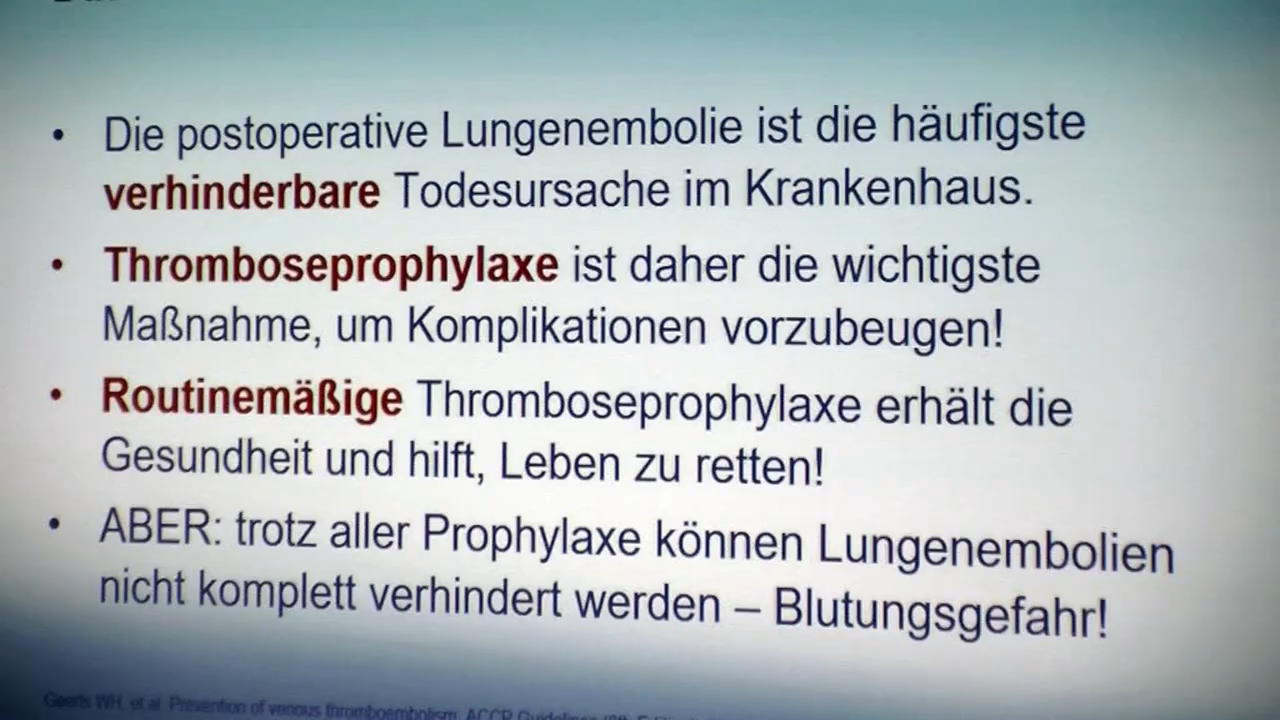 • Die postoperative Lungenembolie ist die häufigste
verhinderbare Todesursache im Krankenhaus.
• Thromboseprophylaxe ist daher die wichtigste
Maßnahme, um Komplikationen vorzubeugen!
• Routinemäßige Thromboseprophylaxe erhält die
Gesundheit und hilft, Leben zu retten!
• ABER: trotz aller Prophylaxe können Lungenembolien
nicht komplett verhindert werden – Blutungsgefahr!
Geerts WH, et al. Prevention of venous thromboembolism. ACCP Guidelines